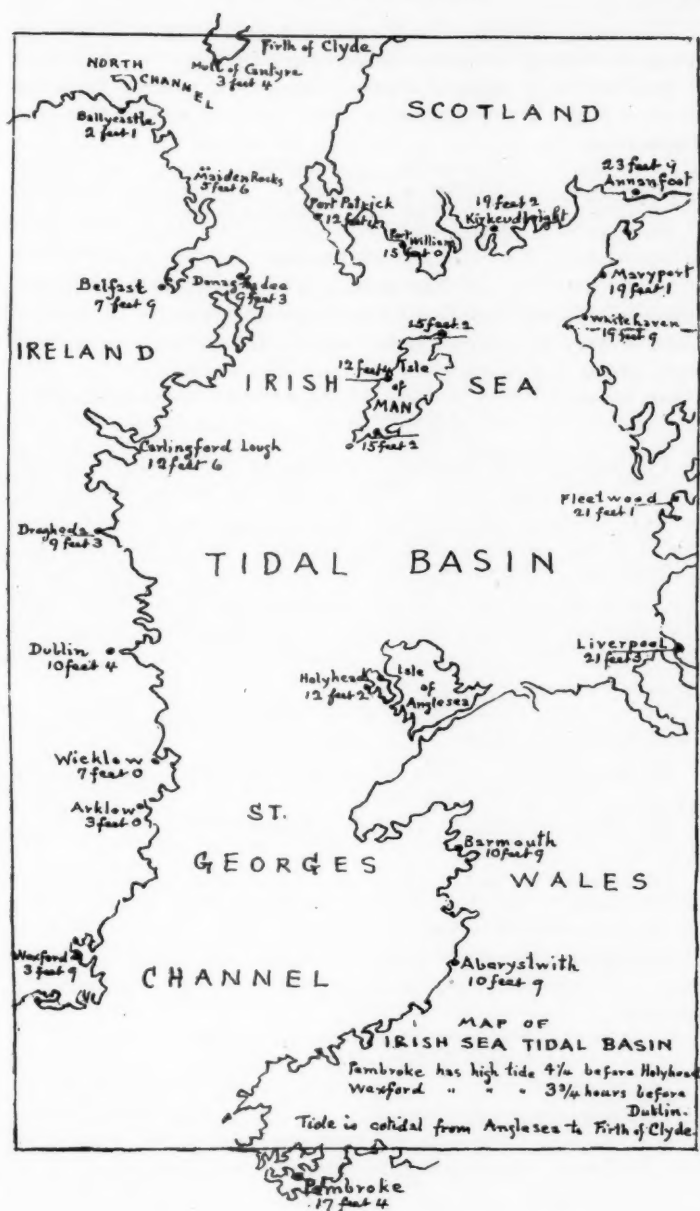 Firth of Clyde
Mull of Cantyre
3 feet 4
NORTH
CHANNEL
Ballycastle
2 feet 1
SCOTLAND
Maiden Rocks
5 feet 6
Port Patrick
12 feet
Port William
15 feet 0
19 feet 2
Kirkcudbright
23 feet 9
Annanfoot
Maryport
19 feet 1
Whitehaven
19 feet 9
Belfast
7 feet 9
Donaghadee
9 feet 3
IRELAND
IRISH SEA
15 feet 2
12 feet
Isle
of
MAN
15 feet 2
Carlingford Lough
12 feet 6
Fleetwood
21 feet 1
Drogheda
9 feet 3
TIDAL BASIN
Dublin
10 feet 4
Holyhead
12 feet 2
Isle
of
Anglesea
Liverpool
21 feet 3
Wicklow
7 feet 0
Arklow
3 feet 0
ST.
GEORGES
CHANNEL
Barmouth
10 feet 9
WALES
Waxford
3 feet 9
Abarystwith
10 feet 9
MAP OF
IRISH SEA TIDAL BASIN
Pembroke has high tide 4¼ before Holyhead
Waxford " " " 3¾ hours before
Dublin.
Tide is cotidal from Anglesea to Firth of Clyde.
Pembroke
17 feet 4